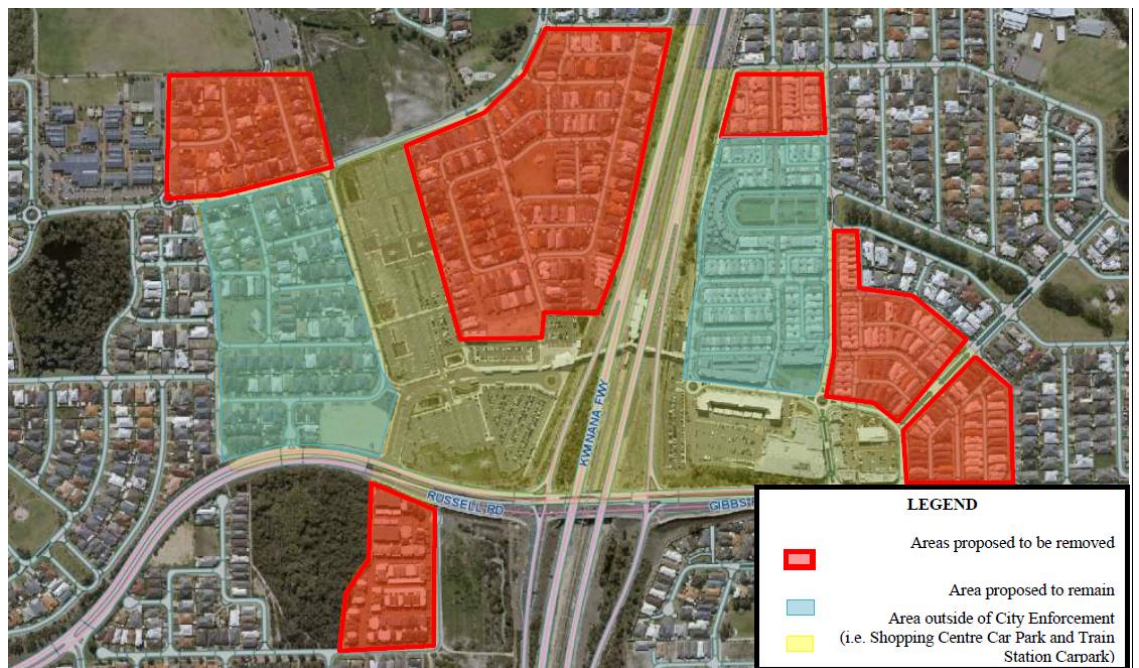 KWINANA FWY
RUSSELL RD
GIBBS
LEGEND
Areas proposed to be removed
Area proposed to remain
Area outside of City Enforcement
(i.e. Shopping Centre Car Park and Train
Station Carpark)